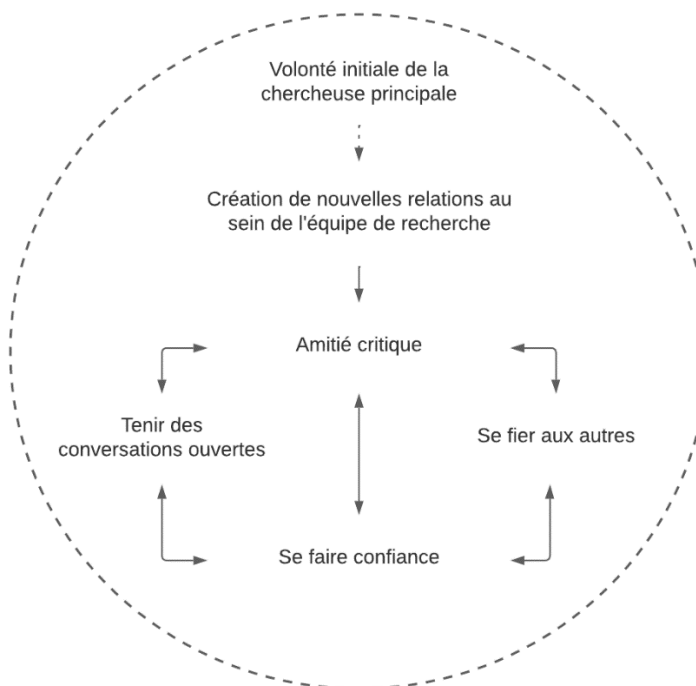 Volonté initiale de la
chercheuse principale
Création de nouvelles relations au
sein de l'équipe de recherche
Amitié critique
Tenir des
conversations ouvertes
Se fier aux autres
Se faire confiance